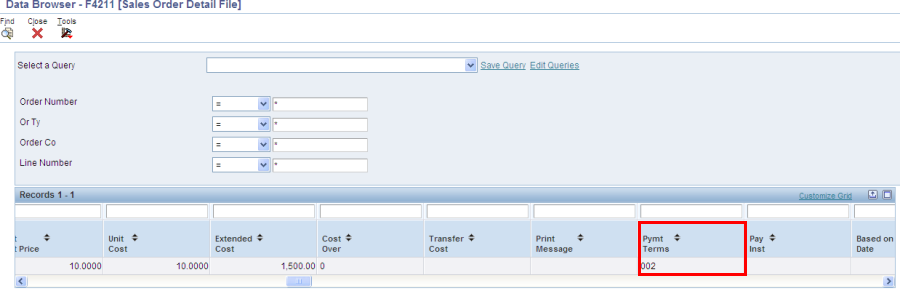 Data Browser - F4211 [Sales Order Detail File]
Find Close Tools
Select a Query Save Query Edit Queries
Order Number = *
Or Ty = *
Order Co = *
Line Number = *
Records 1 - 1 Customize Grid
t Unit Extended Cost Transfer Print Pymt Pay Based on
Price Cost Cost Over Cost Message Terms Inst Date
10.0000 10.0000 1,500.00 0 002